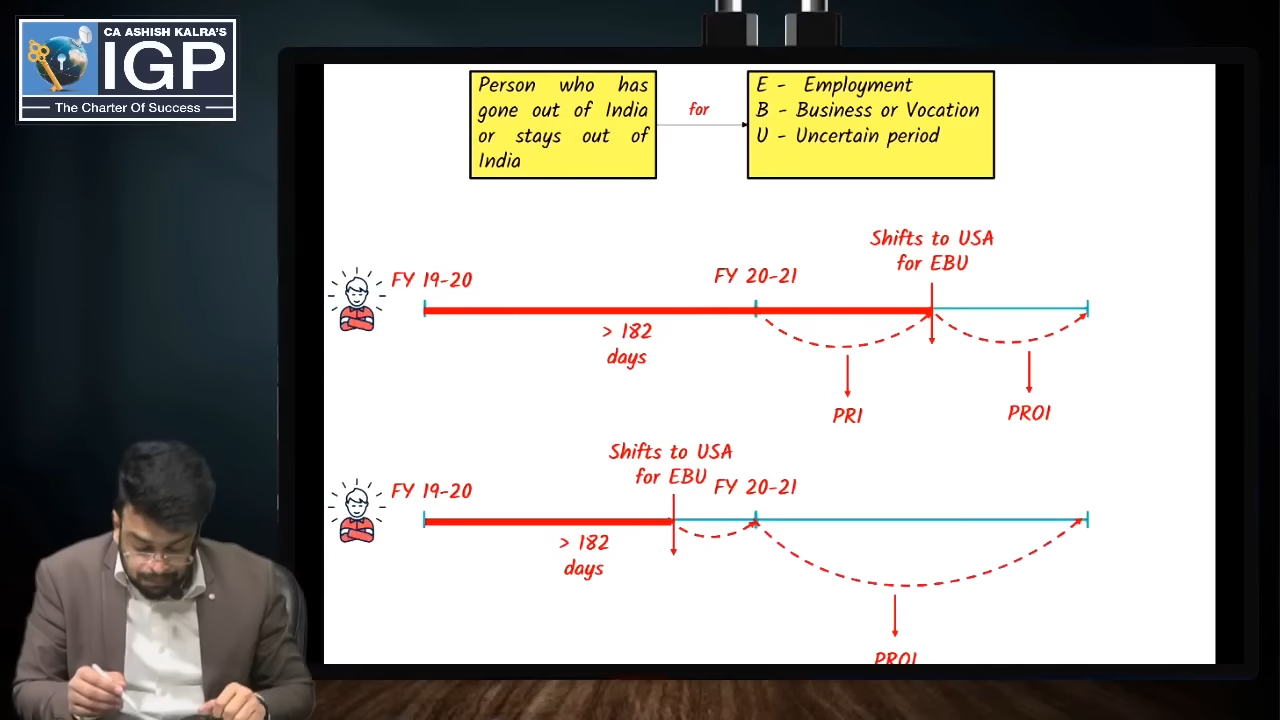 CA ASHISH KALRA'S
IGP
The Charter Of Success
Person who has
gone out of India
or stays out of
India
for
E - Employment
B - Business or Vocation
U - Uncertain period
Shifts to USA
for EBU
FY 19-20
FY 20-21
> 182
days
PRI
PROI
Shifts to USA
for EBU
FY 19-20
FY 20-21
> 182
days
PROI